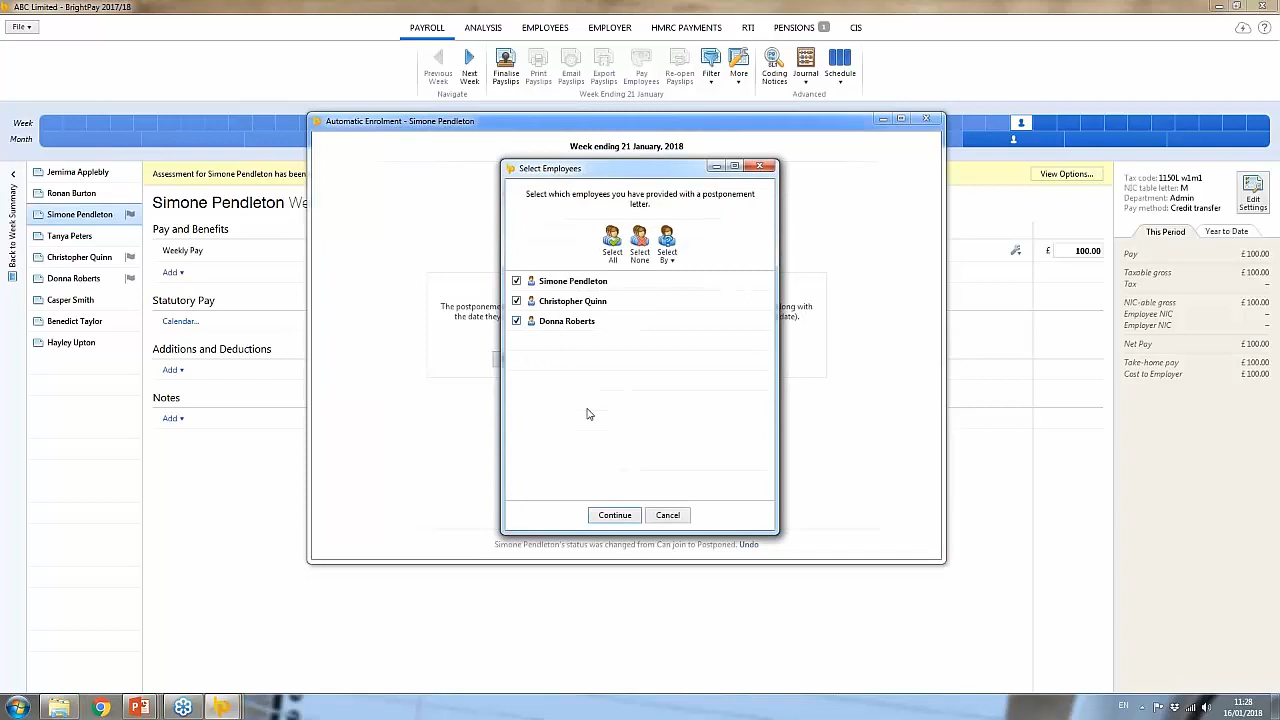 ABC Limited - BrightPay 2017/18
File
PAYROLL ANALYSIS EMPLOYEES EMPLOYER HMRC PAYMENTS RTI PENSIONS 1 CIS
Previous Week
Next Week
Finalise Payslips
Print Payslips
Email Payslips
Export Payslips
Pay Employees
Re-open Payslips
Filter
More
Coding Notices
Journal
Schedule
Navigate
Week Ending 21 January
Advanced
Week
Month
Back to Week Summary
Jemima Applebly
Ronan Burton
Simone Pendleton
Tanya Peters
Christopher Quinn
Donna Roberts
Casper Smith
Benedict Taylor
Hayley Upton
Assessment for Simone Pendleton has been
View Options...
Simone Pendleton We
Pay and Benefits
Weekly Pay
£ 100.00
Add
Statutory Pay
Calendar...
Additions and Deductions
Add
Notes
Add
Automatic Enrolment - Simone Pendleton
Week ending 21 January, 2018
The postponeme
the date they
ong with
ate).
Select Employees
Select which employees you have provided with a postponement
letter.
Select All
Select None
Select By
Simone Pendleton
Christopher Quinn
Donna Roberts
Continue Cancel
Simone Pendleton's status was changed from Can join to Postponed. Undo
Tax code: 1150L w1m1
NIC table letter: M
Department: Admin
Pay method: Credit transfer
Edit Settings
This Period Year to Date
Pay £100.00
Taxable gross £100.00
Tax –
NIC-able gross £100.00
Employee NIC –
Employer NIC –
Net Pay £100.00
Take-home pay £100.00
Cost to Employer £100.00
EN
11:28
16/01/2018